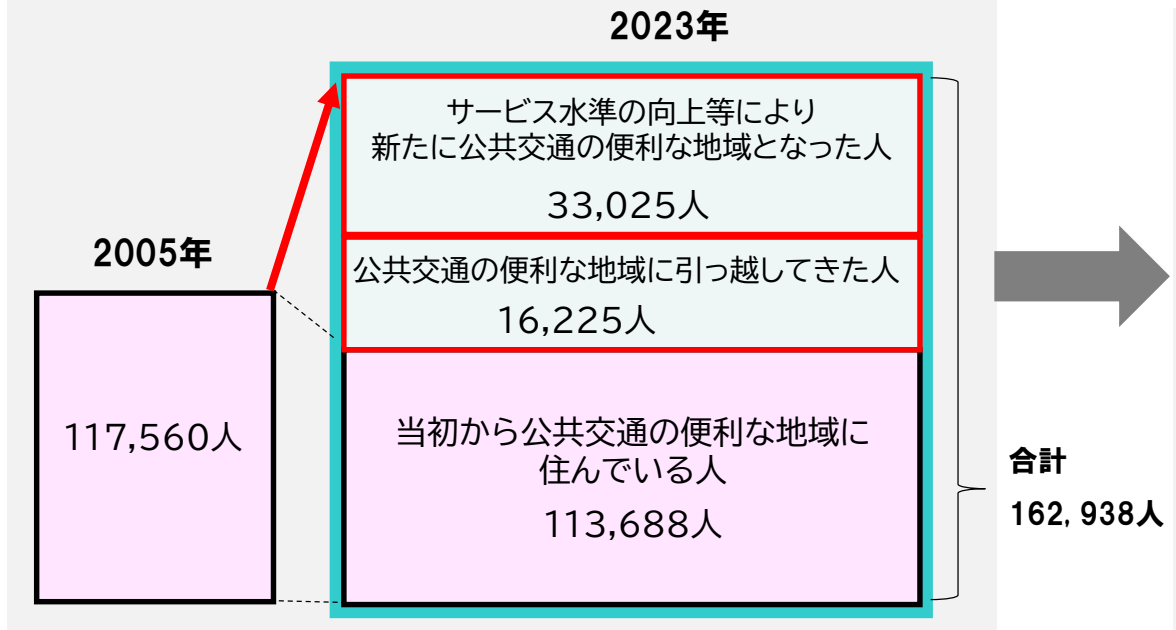 2023年
サービス水準の向上等により
新たに公共交通の便利な地域となった人
33,025人
2005年
公共交通の便利な地域に引っ越してきた人
16,225人
117,560人
当初から公共交通の便利な地域に
住んでいる人
113,688人
合計
162,938人